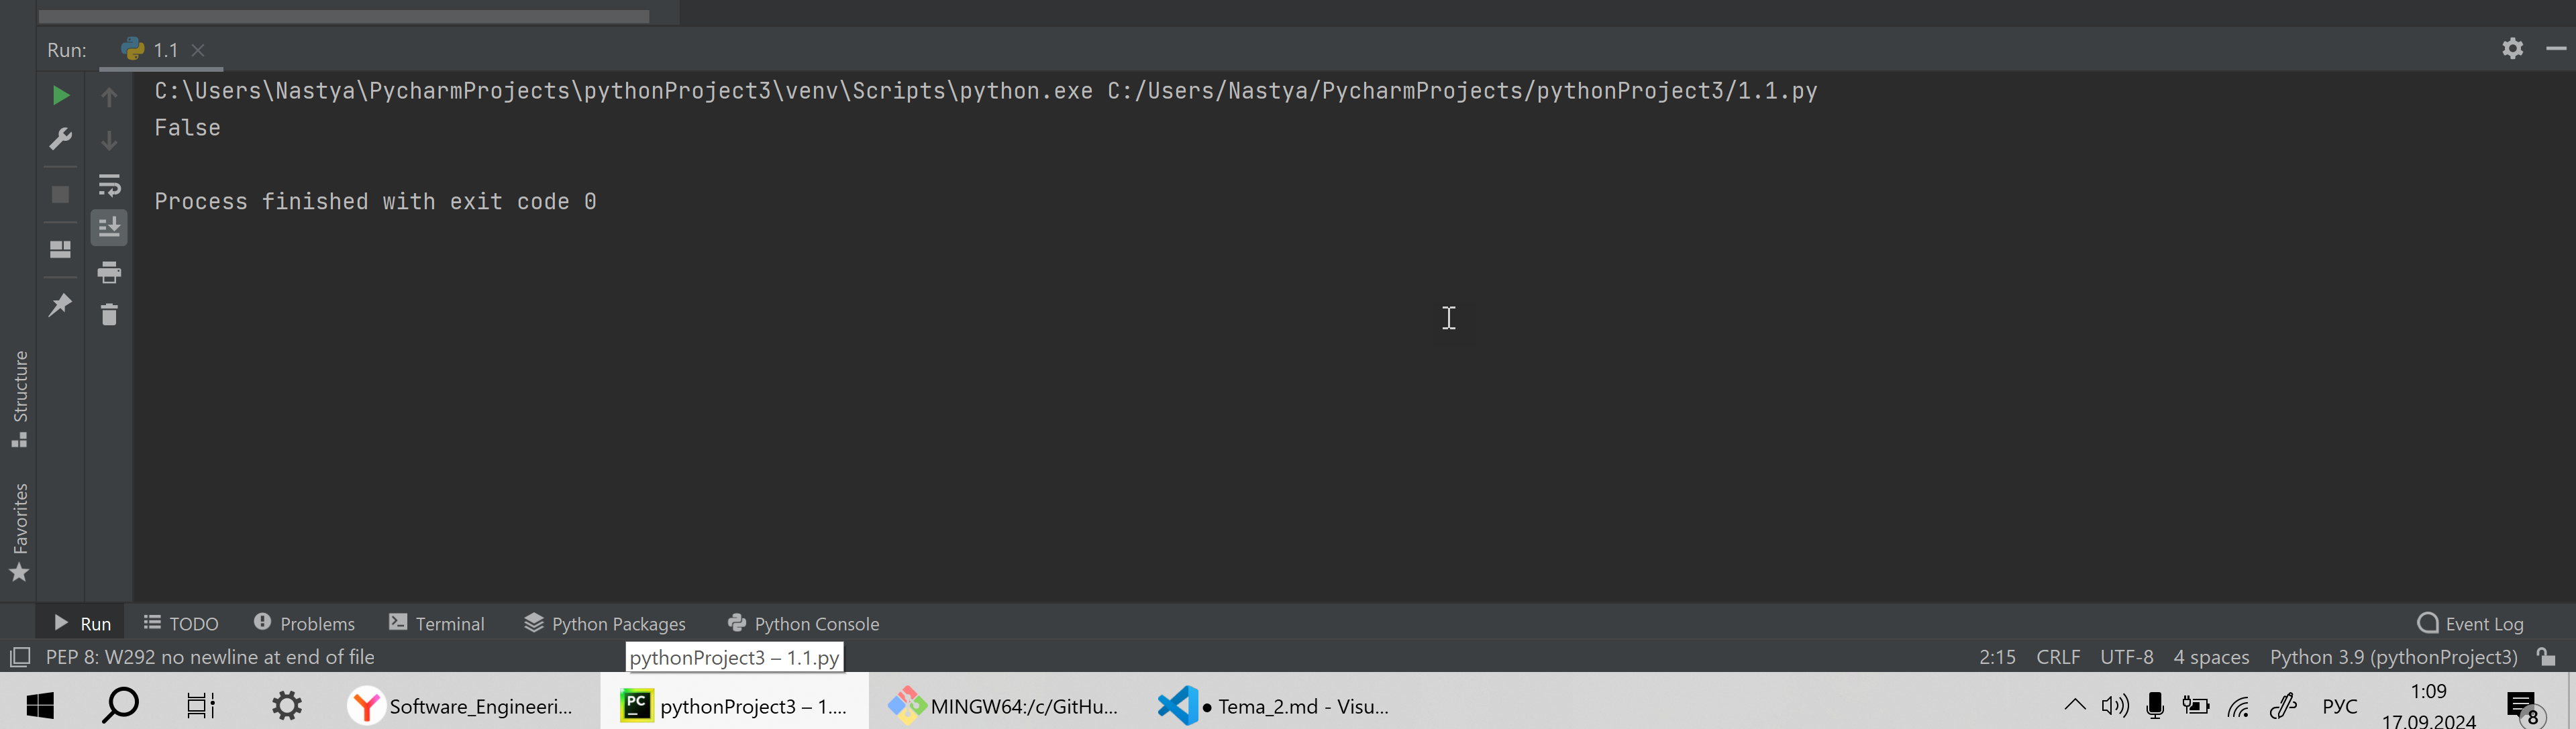 Run: 1.1
C:\Users\Nastya\PycharmProjects\pythonProject3\venv\Scripts\python.exe C:/Users/Nastya/PycharmProjects/pythonProject3/1.1.py
False
Process finished with exit code 0
Structure
Favorites
Run TODO Problems Terminal Python Packages Python Console Event Log
PEP 8: W292 no newline at end of file
pythonProject3 – 1.1.py
2:15 CRLF UTF-8 4 spaces Python 3.9 (pythonProject3)
Software_Engineeri...
PC
pythonProject3 – 1....
MINGW64:/c/GitHu...
● Tema_2.md - Visu...
РУС
1:09
17.09.2024
8